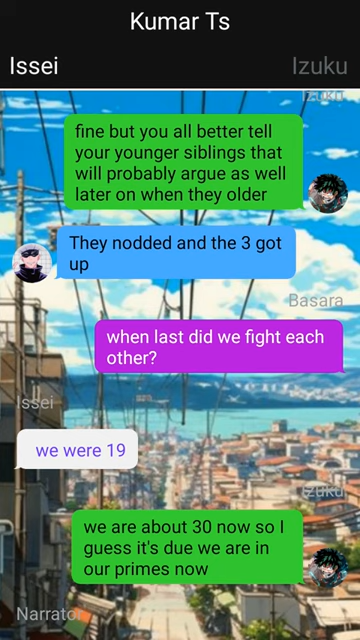 Kumar Ts
Issei
Izuku
Izuku
fine but you all better tell
your younger siblings that
will probably argue as well
later on when they older
They nodded and the 3 got
up
Basara
when last did we fight each
other?
Issei
we were 19
Izuku
we are about 30 now so I
guess it's due we are in
our primes now
Narrator